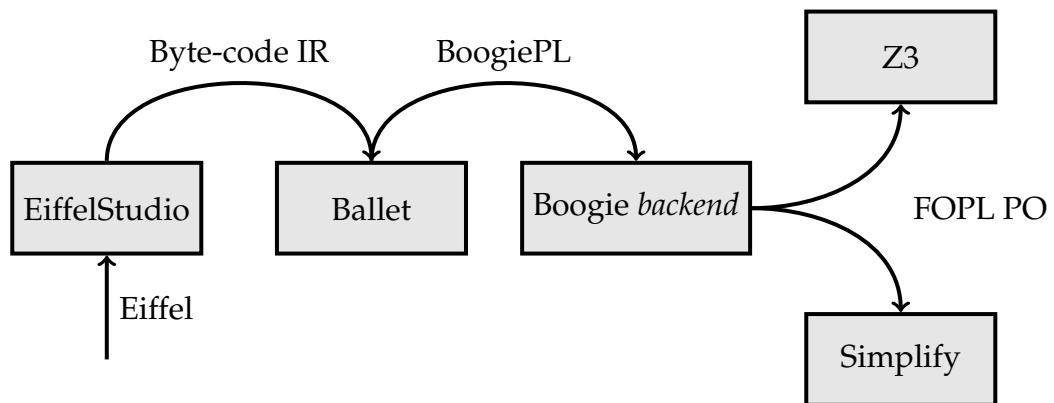 Byte-code IR
BoogiePL
Z3
EiffelStudio
Ballet
Boogie backend
FOPL PO
Eiffel
Simplify